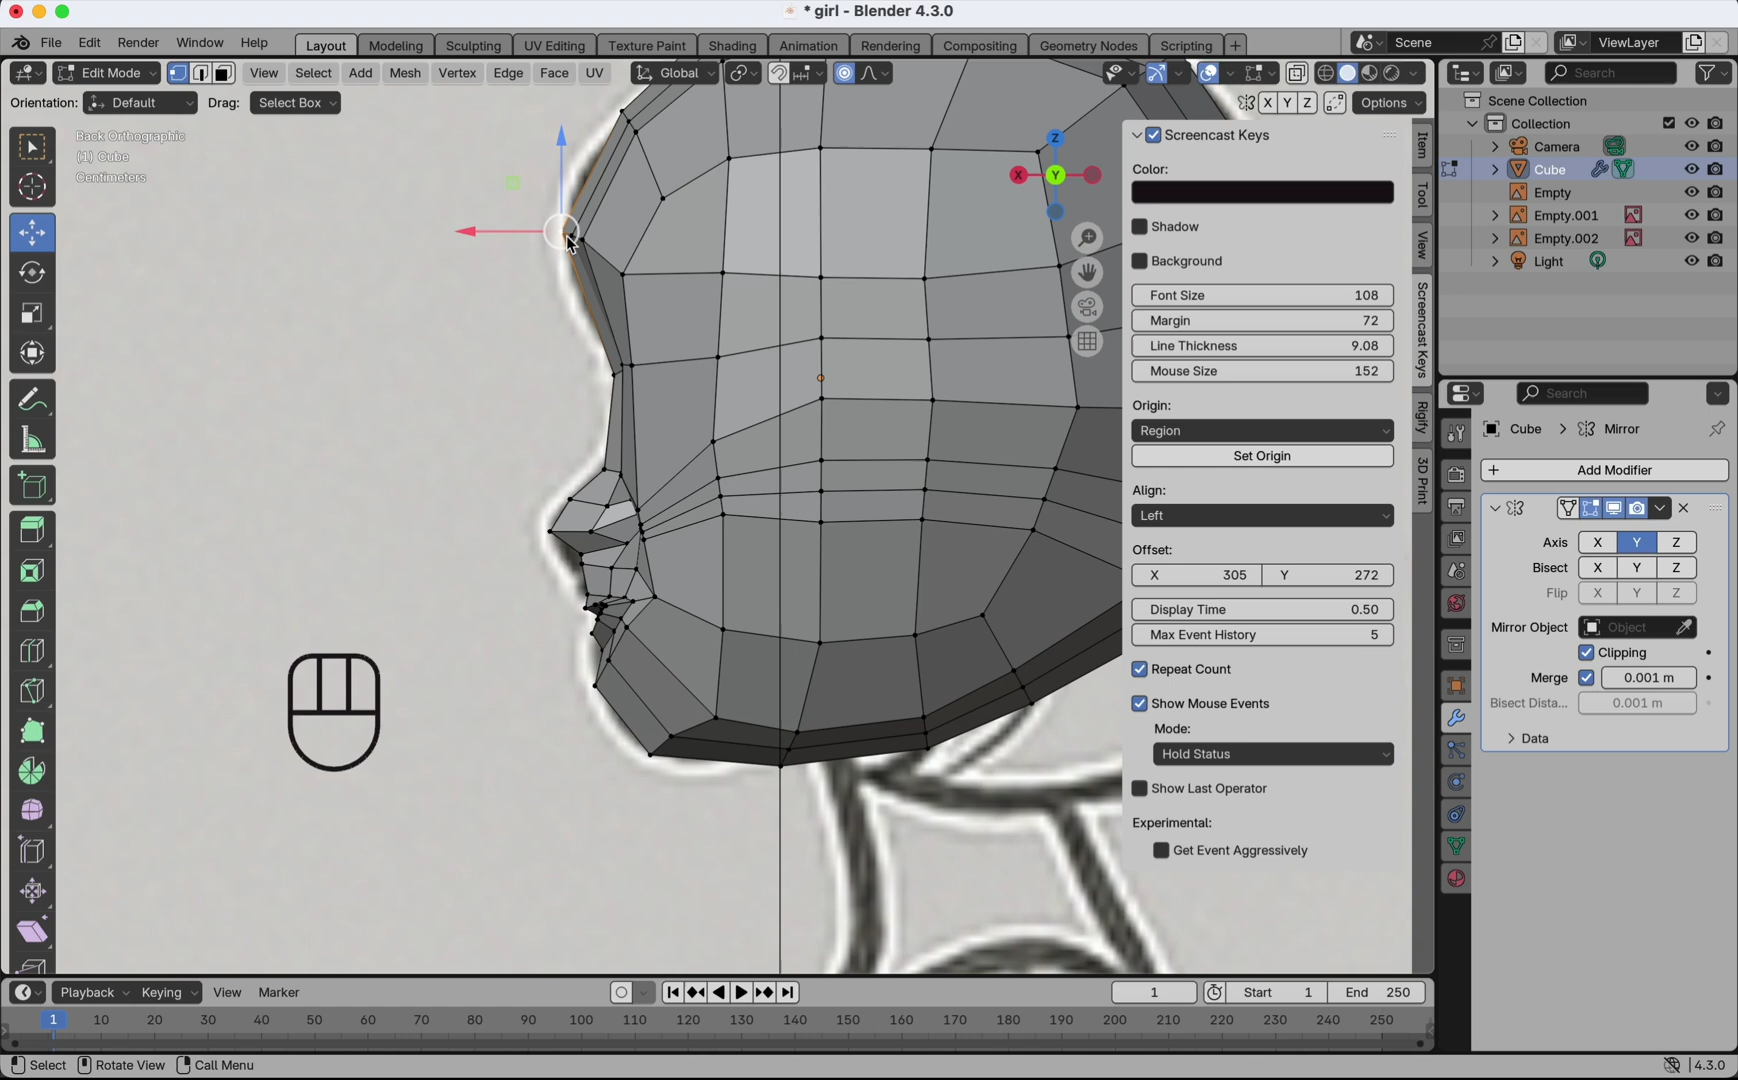 * girl - Blender 4.3.0
File Edit Render Window Help
Layout Modeling Sculpting UV Editing Texture Paint Shading Animation Rendering Compositing Geometry Nodes Scripting +
Scene ViewLayer
Edit Mode View Select Add Mesh Vertex Edge Face UV Global
Search
Orientation: Default Drag: Select Box
X Y Z Options
Scene Collection
Collection
Camera
Cube
Empty
Empty.001
Empty.002
Light
Back Orthographic
(1) Cube
Centimeters
Z
X
Y
Screencast Keys
Color:
Shadow
Background
Font Size 108
Margin 72
Line Thickness 9.08
Mouse Size 152
Origin:
Region
Set Origin
Align:
Left
Offset:
X 305 Y 272
Display Time 0.50
Max Event History 5
Repeat Count
Show Mouse Events
Mode:
Hold Status
Show Last Operator
Experimental:
Get Event Aggressively
Item
Tool
View
Screencast Keys
Rigify
3D Print
Search
Cube Mirror
+ Add Modifier
Axis X Y Z
Bisect X Y Z
Flip X Y Z
Mirror Object Object
Clipping
Merge 0.001 m
Bisect Dista... 0.001 m
Data
Playback Keying View Marker
1 Start 1 End 250
1 10 20 30 40 50 60 70 80 90 100 110 120 130 140 150 160 170 180 190 200 210 220 230 240 250
Select Rotate View Call Menu
4.3.0